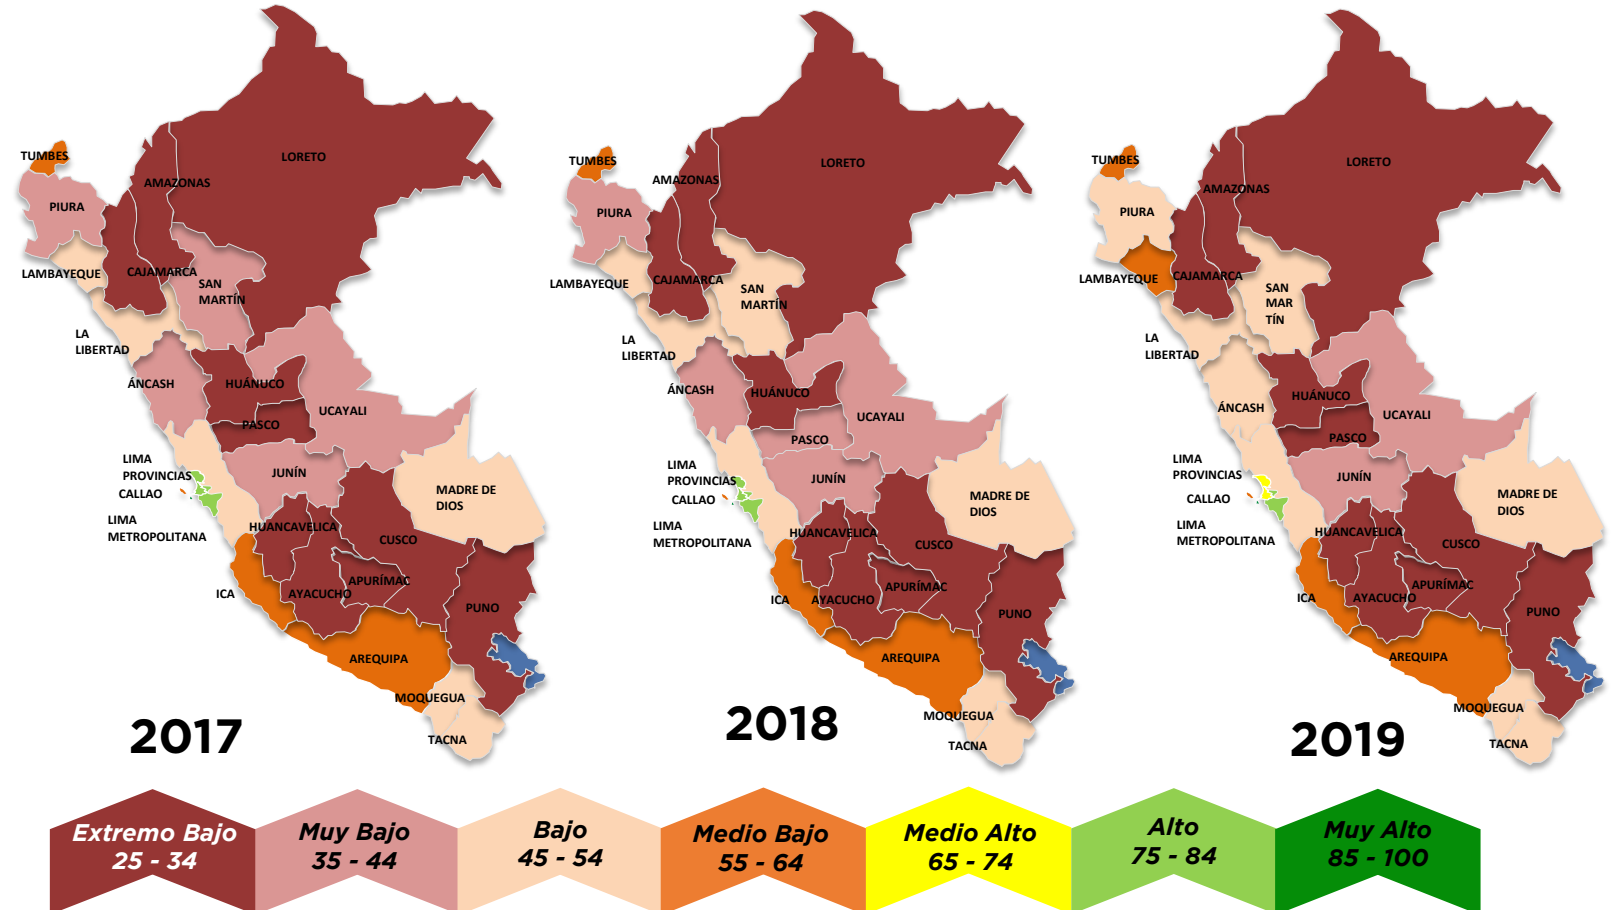 TUMBES
PIURA
LAMBAYEQUE
AMAZONAS
LORETO
CAJAMARCA
SAN
MARTÍN
LA
LIBERTAD
ÁNCASH
HUÁNUCO
UCAYALI
PASCO
LIMA
PROVINCIAS
CALLAO
JUNÍN
MADRE DE
DIOS
LIMA
METROPOLITANA
HUANCAVELICA
CUSCO
ICA
AYACUCHO
APURÍMAC
PUNO
AREQUIPA
MOQUEGUA
TACNA
2017
TUMBES
PIURA
LAMBAYEQUE
AMAZONAS
LORETO
CAJAMARCA
SAN
MARTÍN
LA
LIBERTAD
ÁNCASH
HUÁNUCO
UCAYALI
PASCO
LIMA
PROVINCIAS
CALLAO
JUNÍN
MADRE DE
DIOS
LIMA
METROPOLITANA
HUANCAVELICA
CUSCO
ICA
AYACUCHO
APURÍMAC
PUNO
AREQUIPA
MOQUEGUA
TACNA
2018
TUMBES
PIURA
LAMBAYEQUE
AMAZONAS
LORETO
CAJAMARCA
SAN
MAR
TÍN
LA
LIBERTAD
ÁNCASH
HUÁNUCO
UCAYALI
PASCO
LIMA
PROVINCIAS
CALLAO
JUNÍN
MADRE DE
DIOS
LIMA
METROPOLITANA
HUANCAVELICA
CUSCO
ICA
AYACUCHO
APURÍMAC
PUNO
AREQUIPA
MOQUEGUA
TACNA
2019
Extremo Bajo
25 - 34
Muy Bajo
35 - 44
Bajo
45 - 54
Medio Bajo
55 - 64
Medio Alto
65 - 74
Alto
75 - 84
Muy Alto
85 - 100